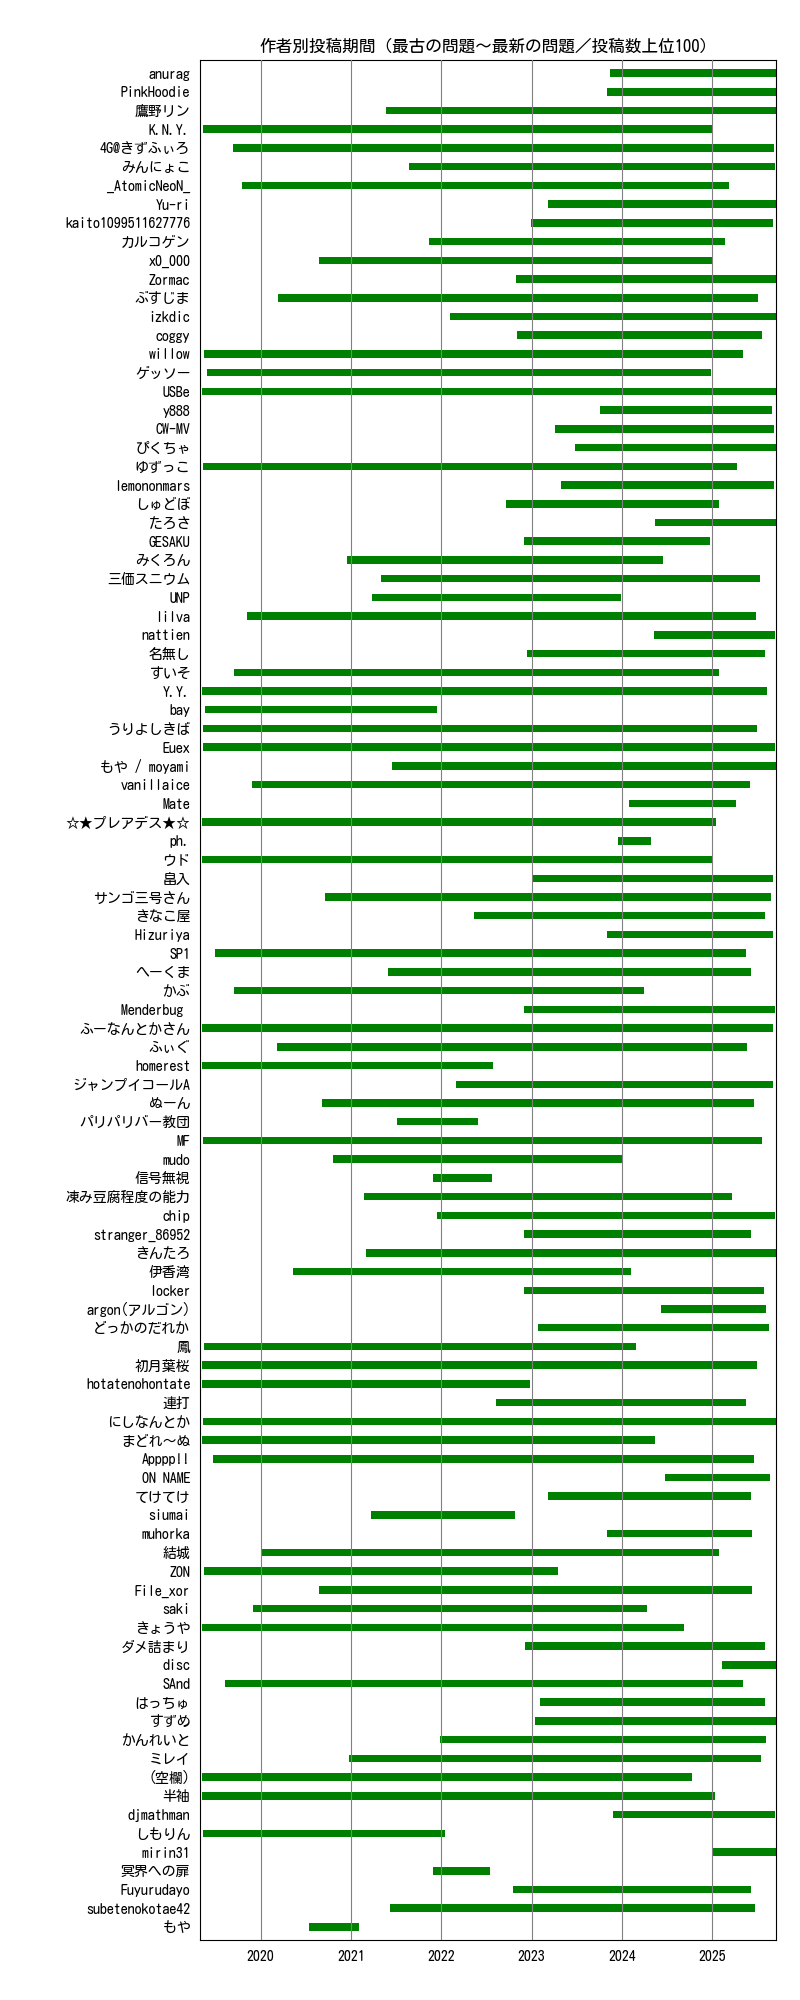 作者別投稿期間（最古の問題～最新の問題／投稿数上位100）
anurag
PinkHoodie
鷹野リン
K.N.Y.
4G@きずふぃろ
みんにょこ
_AtomicNeoN_
Yu-ri
kaito1099511627776
カルコゲン
x0_000
Zormac
ぶすじま
izkdic
coggy
willow
ゲッソー
USBe
y888
CW-MV
ぴくちゃ
ゆずっこ
lemononmars
しゅどぼ
たろさ
GESAKU
みくろん
三価スニウム
UNP
lilva
nattien
名無し
すいそ
Y.Y.
bay
うりよしきば
Euex
もや / moyami
vanillaice
Mate
☆★プレアデス★☆
ph.
ウド
畠入
サンゴ三号さん
きなこ屋
Hizuriya
SP1
へーくま
かぶ
Menderbug
ふーなんとかさん
ふぃぐ
homerest
ジャンプイコールA
ぬーん
パリパリバー教団
MF
mudo
信号無視
凍み豆腐程度の能力
chip
stranger_86952
きんたろ
伊香湾
locker
argon(アルゴン)
どっかのだれか
鳳
初月葉桜
hotatenohontate
連打
にしなんとか
まどれ～ぬ
Appppll
ON NAME
てけてけ
siumai
muhorka
結城
ZON
File_xor
saki
きょうや
ダメ詰まり
disc
SAnd
はっちゅ
すずめ
かんれいと
ミレイ
(空欄)
半袖
djmathman
しもりん
mirin31
冥界への扉
Fuyurudayo
subetenokotae42
もや
2020 2021 2022 2023 2024 2025